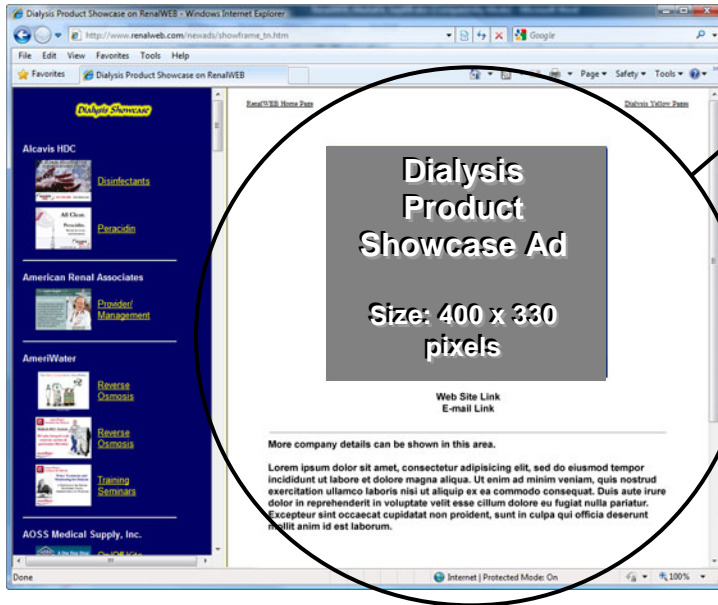 Dialysis Product Showcase on RenalWEB - Windows Internet Explorer
http://www.renalweb.com/newads/showframe_tn.htm
Google
File Edit View Favorites Tools Help
Favorites
Dialysis Product Showcase on RenalWEB
Page Safety Tools
Dialysis Showcase
RenalWEB Home Page
Dialysis Yellow Pages
Alcavis HDC
Disinfectants
All Clean.
Peracidin.
Peracidin
American Renal Associates
Provider/
Management
AmeriWater
Reverse
Osmosis
Reverse
Osmosis
Training
Seminars
AOSS Medical Supply, Inc.
On/Off Kits
Dialysis
Product
Showcase Ad
Size: 400 x 330
pixels
Web Site Link
E-mail Link
More company details can be shown in this area.
Lorem ipsum dolor sit amet, consectetur adipisicing elit, sed do eiusmod tempor
incididunt ut labore et dolore magna aliqua. Ut enim ad minim veniam, quis nostrud
exercitation ullamco laboris nisi ut aliquip ex ea commodo consequat. Duis aute irure
dolor in reprehenderit in voluptate velit esse cillum dolore eu fugiat nulla pariatur.
Excepteur sint occaecat cupidatat non proident, sunt in culpa qui officia deserunt
mollit anim id est laborum.
Done
Internet | Protected Mode: On
100%